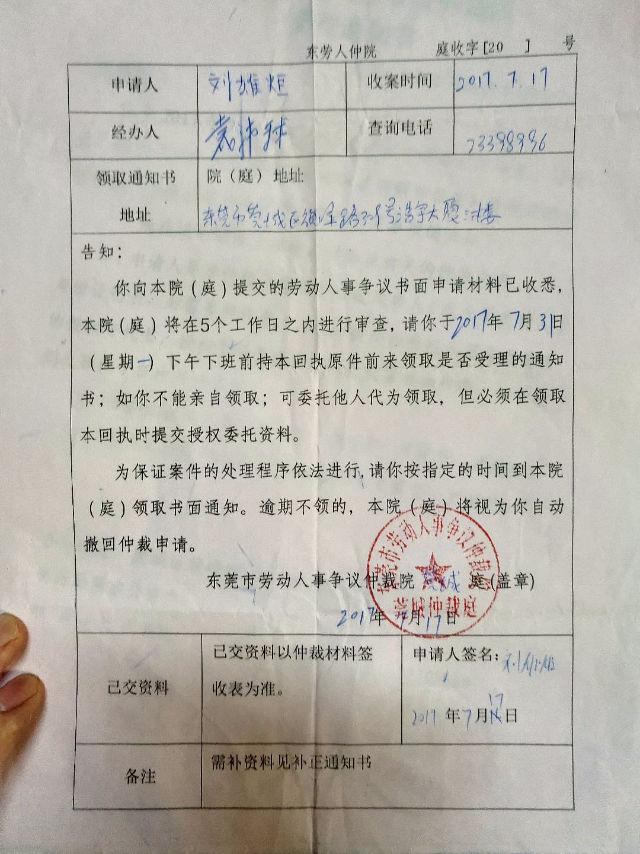 东劳人仲院 庭收字[20 ] 号
申请人 刘雄炬 收案时间 2017.7.17
经办人 查询电话 23398996
领取通知书 院（庭）地址
地址 东莞市莞城区 号浩宇大厦
告知：
你向本院（庭）提交的劳动人事争议书面申请材料已收悉，
本院（庭）将在5个工作日之内进行审查，请你于2017年7月31日
（星期一）下午下班前持本回执原件前来领取是否受理的通知
书；如你不能亲自领取；可委托他人代为领取，但必须在领取
本回执时提交授权委托资料。
为保证案件的处理程序依法进行，请你按指定的时间到本院
（庭）领取书面通知。逾期不领的，本院（庭）将视为你自动
撤回仲裁申请。
东莞市劳动人事争议仲裁院 莞城 庭（盖章）
东莞市劳动人事争议仲裁院
莞城仲裁庭
2017年7月17日
已交资料 已交资料以仲裁材料签
收表为准。
申请人签名：刘雄炬
2017年7月17日
备注 需补资料见补正通知书